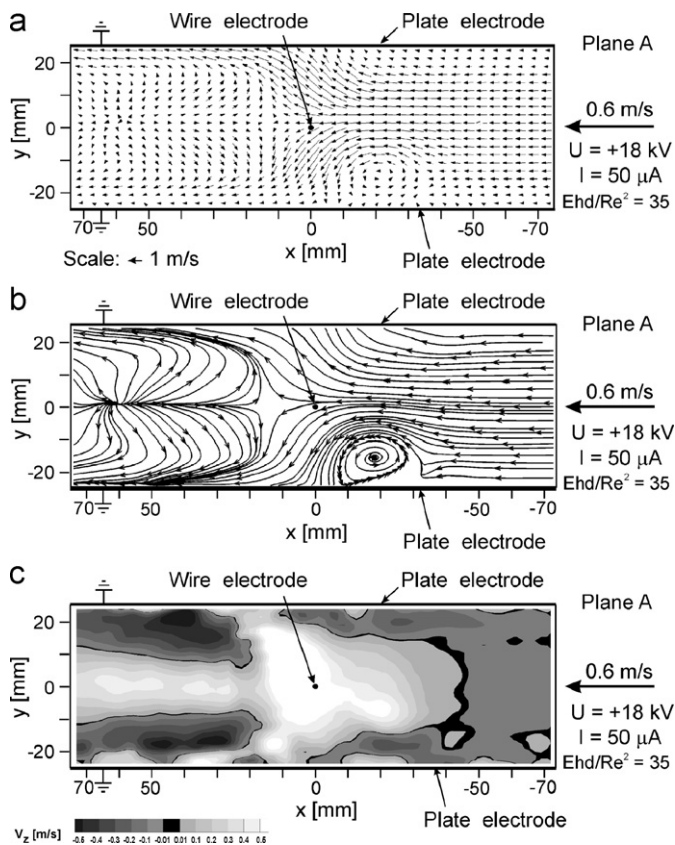 a
Wire electrode
Plate electrode
Plane A
20
0
-20
y [mm]
0.6 m/s
U = +18 kV
I = 50 μA
Ehd/Re² = 35
70
50
0
-50
-70
x [mm]
Scale: ← 1 m/s
Plate electrode
b
Wire electrode
Plate electrode
Plane A
20
0
-20
y [mm]
0.6 m/s
U = +18 kV
I = 50 μA
Ehd/Re² = 35
70
50
0
-50
-70
x [mm]
Plate electrode
c
Wire electrode
Plate electrode
Plane A
20
0
-20
y [mm]
0.6 m/s
U = +18 kV
I = 50 μA
Ehd/Re² = 35
70
50
0
-50
-70
x [mm]
Plate electrode
Vz [m/s]
-0.6 -0.4 -0.3 -0.2 -0.1 -0.01 0.01 0.1 0.2 0.3 0.4 0.6